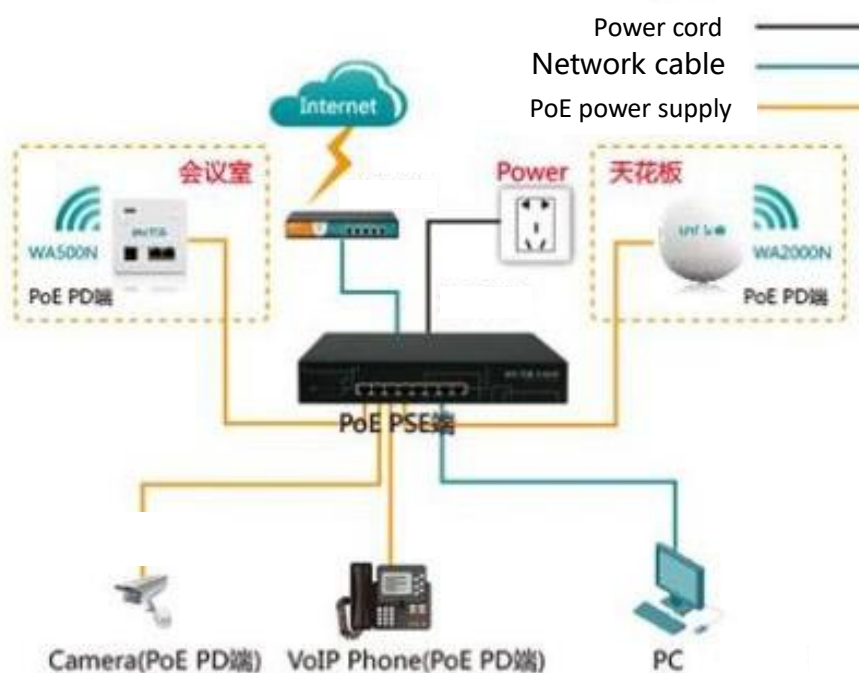 Power cord
Network cable
PoE power supply
Internet
会议室
Power
天花板
WA500N
WA2000N
PoE PD端
PoE PD端
PoE PSE端
Camera(PoE PD端)
VoIP Phone(PoE PD端)
PC